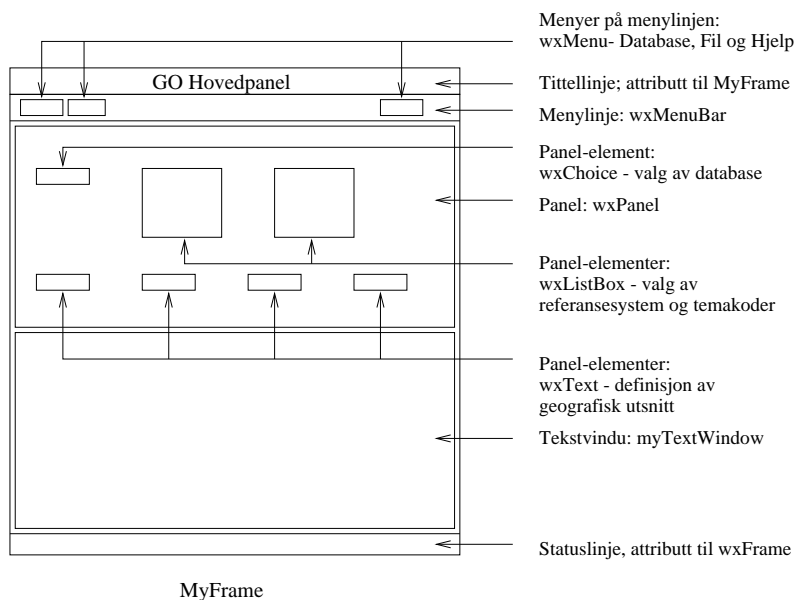 Menyer på menylinjen:
wxMenu- Database, Fil og Hjelp
GO Hovedpanel
Tittellinje; attributt til MyFrame
Menylinje: wxMenuBar
Panel-element:
wxChoice - valg av database
Panel: wxPanel
Panel-elementer:
wxListBox - valg av
referansesystem og temakoder
Panel-elementer:
wxText - definisjon av
geografisk utsnitt
Tekstvindu: myTextWindow
Statuslinje, attributt til wxFrame
MyFrame